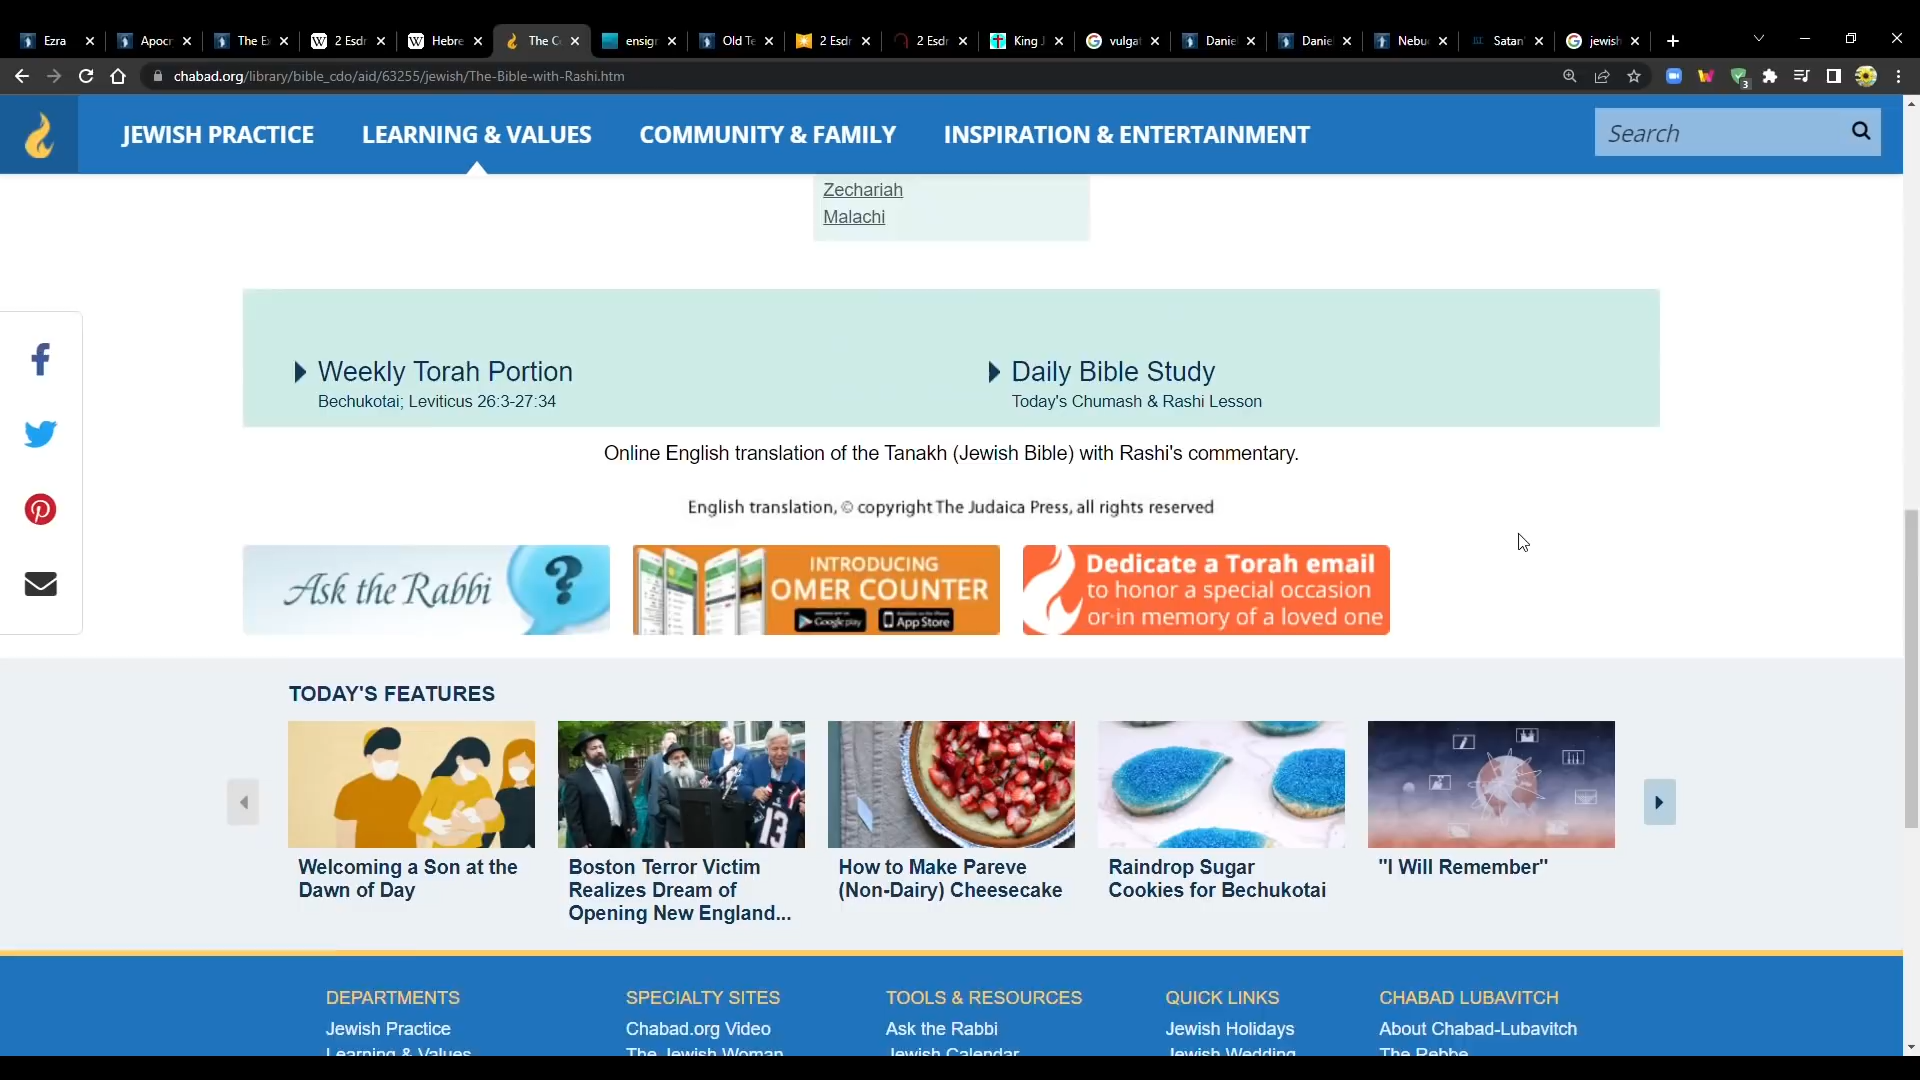 Ezra
Apocr
The E
2 Esdr
Hebre
The C
ensig
Old Te
2 Esdr
2 Esdr
King J
vulgat
Danie
Danie
Nebu
Satan'
jewish
chabad.org/library/bible_cdo/aid/63255/jewish/The-Bible-with-Rashi.htm
3
JEWISH PRACTICE
LEARNING & VALUES
COMMUNITY & FAMILY
INSPIRATION & ENTERTAINMENT
Search
Zechariah
Malachi
Weekly Torah Portion
Bechukotai; Leviticus 26:3-27:34
Daily Bible Study
Today's Chumash & Rashi Lesson
Online English translation of the Tanakh (Jewish Bible) with Rashi's commentary.
English translation, © copyright The Judaica Press, all rights reserved
Ask the Rabbi ?
INTRODUCING
OMER COUNTER
Google play
Available on the iPhone
App Store
Dedicate a Torah email
to honor a special occasion
or in memory of a loved one
TODAY'S FEATURES
13
Welcoming a Son at the
Dawn of Day
Boston Terror Victim
Realizes Dream of
Opening New England...
How to Make Pareve
(Non-Dairy) Cheesecake
Raindrop Sugar
Cookies for Bechukotai
"I Will Remember"
DEPARTMENTS
Jewish Practice
Learning & Values
SPECIALTY SITES
Chabad.org Video
The Jewish Woman
TOOLS & RESOURCES
Ask the Rabbi
Jewish Calendar
QUICK LINKS
Jewish Holidays
Jewish Wedding
CHABAD LUBAVITCH
About Chabad-Lubavitch
The Rebbe